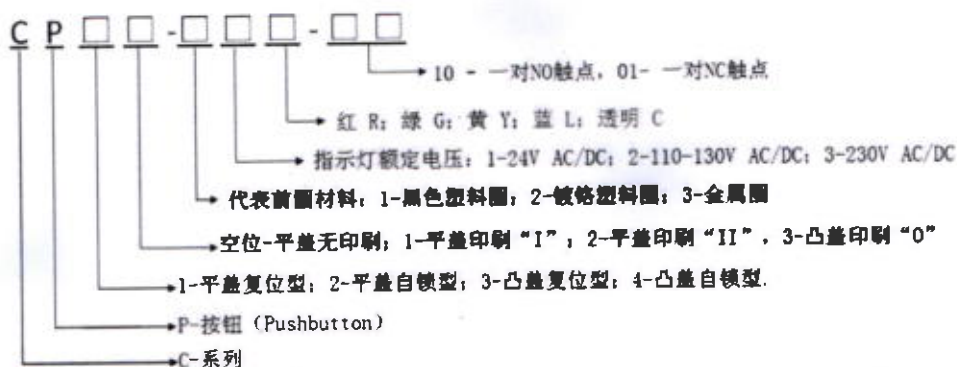 C P □ □ - □ □ □ - □ □
10 - 一对NO触点, 01- 一对NC触点
红 R; 緑 G; 黄 Y; 蓝 L; 透明 C
指示灯额定电压: 1-24V AC/DC; 2-110-130V AC/DC; 3-230V AC/DC
代表前圈材料; 1-黑色塑料圈; 2-镀铬塑料圈; 3-金属圈
空位-平盖无印刷; 1-平盖印刷“I”; 2-平盖印刷“II”, 3-凸盖印刷“O”
1-平盖复位型; 2-平盖自锁型; 3-凸盖复位型; 4-凸盖自锁型.
P-按钮 (Pushbutton)
C-系列